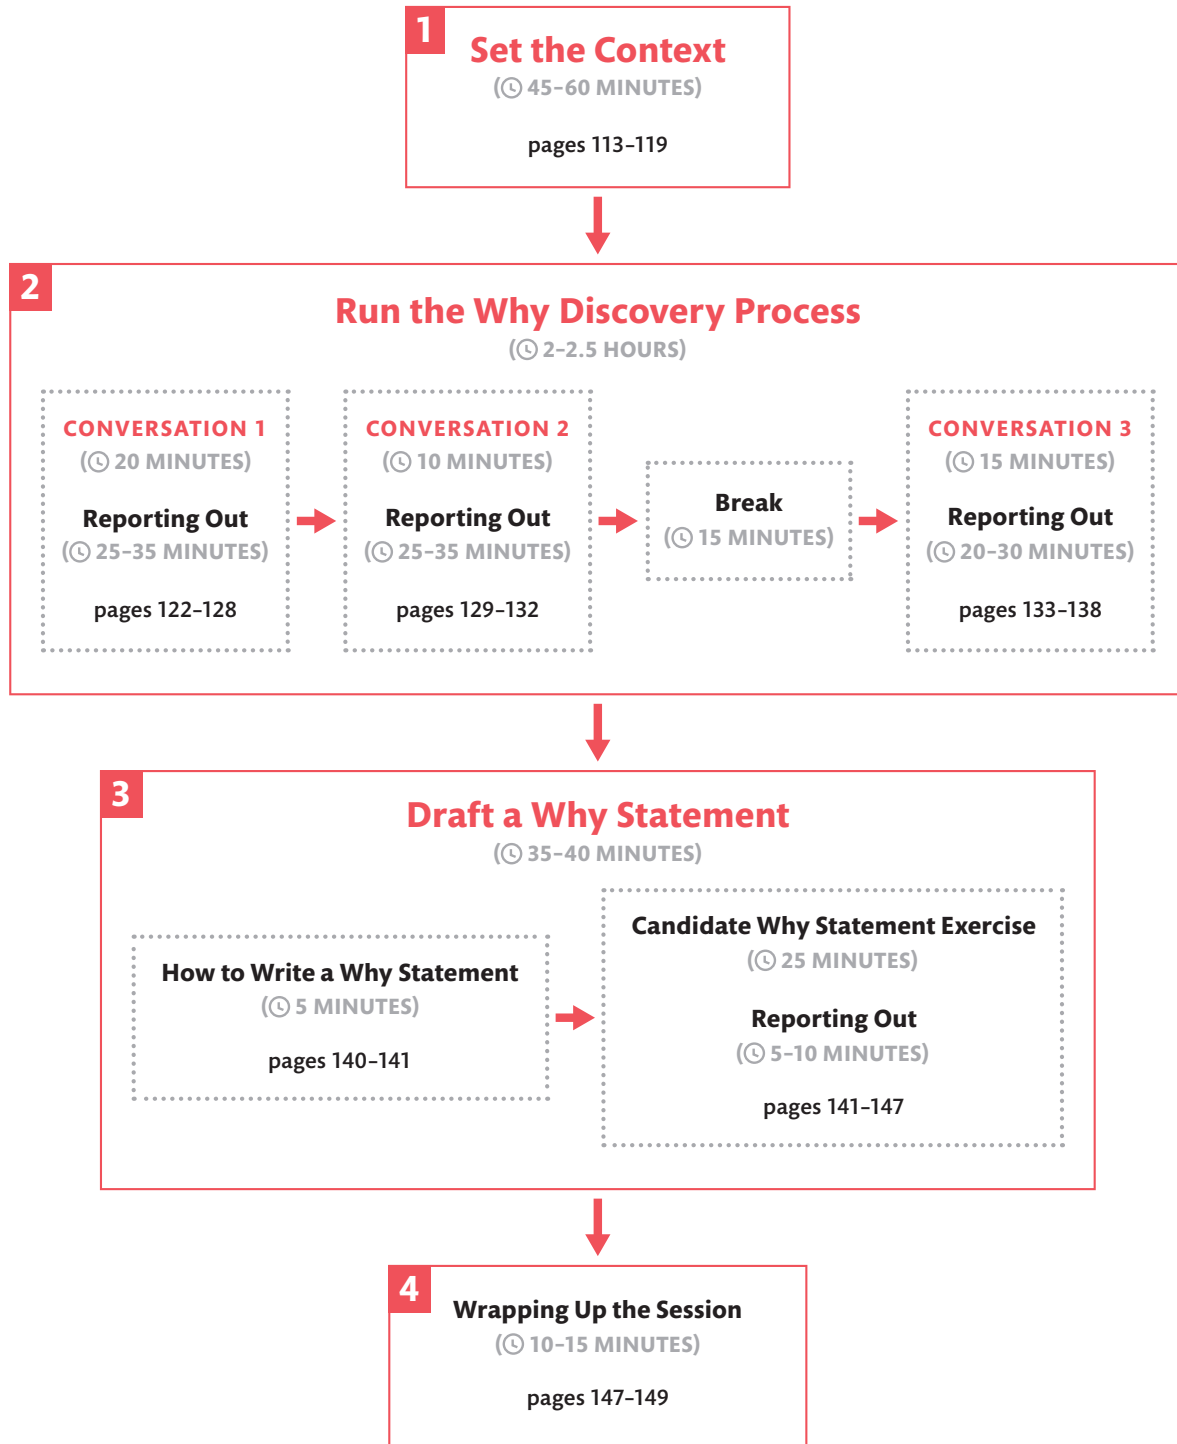 1
Set the Context
(45–60 MINUTES)
pages 113–119
2
Run the Why Discovery Process
(2–2.5 HOURS)
CONVERSATION 1
(20 MINUTES)
Reporting Out
(25–35 MINUTES)
pages 122–128
CONVERSATION 2
(10 MINUTES)
Reporting Out
(25–35 MINUTES)
pages 129–132
Break
(15 MINUTES)
CONVERSATION 3
(15 MINUTES)
Reporting Out
(20–30 MINUTES)
pages 133–138
3
Draft a Why Statement
(35–40 MINUTES)
How to Write a Why Statement
(5 MINUTES)
pages 140–141
Candidate Why Statement Exercise
(25 MINUTES)
Reporting Out
(5–10 MINUTES)
pages 141–147
4
Wrapping Up the Session
(10–15 MINUTES)
pages 147–149